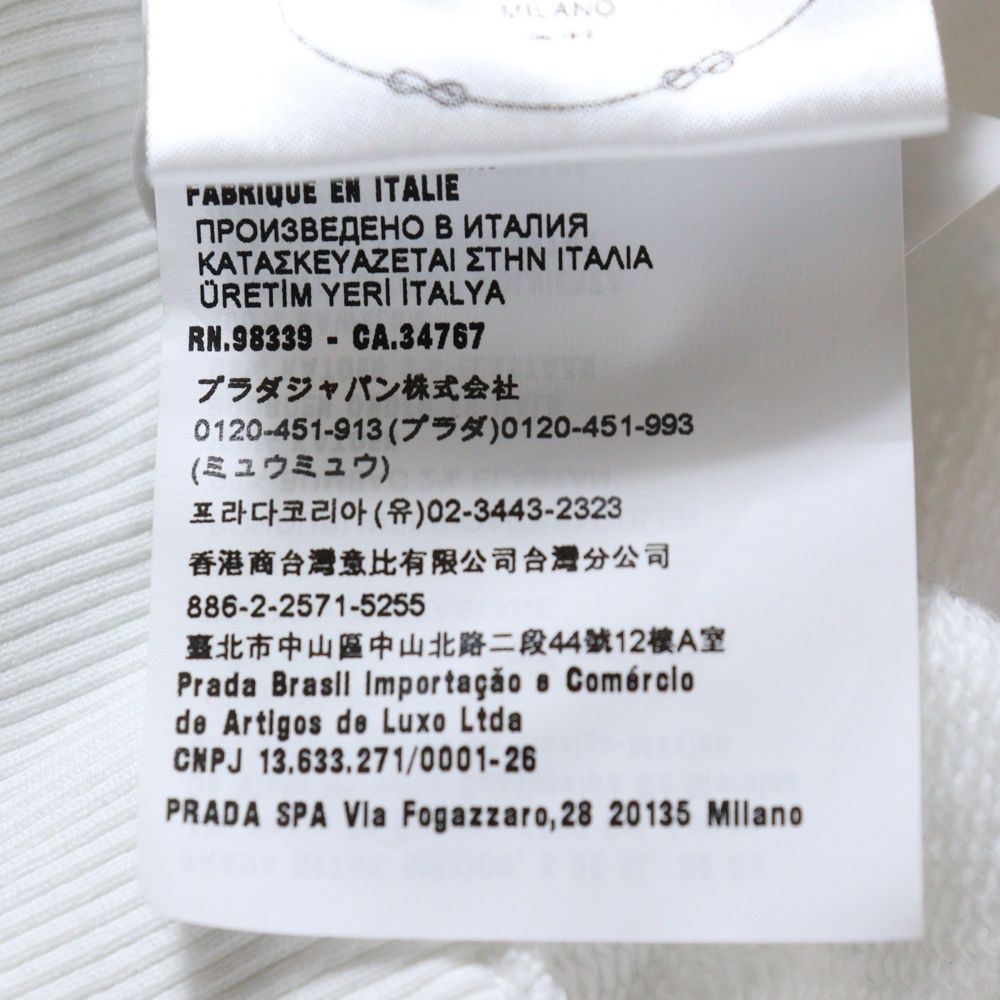 MILANO
FABRIQUE EN ITALIE
ПРОИЗВЕДЕНО В ИТАЛИЯ
ΚΑΤΑΣΚΕΥΑΖΕΤΑΙ ΣΤΗΝ ΙΤΑΛΙΑ
ÜRETİM YERİ İTALYA
RN.98339 - CA.34767
プラダジャパン株式会社
0120-451-913(プラダ)0120-451-993
(ミュウミュウ)
프라다코리아(유)02-3443-2323
香港商台灣意比有限公司台灣分公司
886-2-2571-5255
臺北市中山區中山北路二段44號12樓A室
Prada Brasil Importação e Comércio
de Artigos de Luxo Ltda
CNPJ 13.633.271/0001-26
PRADA SPA Via Fogazzaro,28 20135 Milano